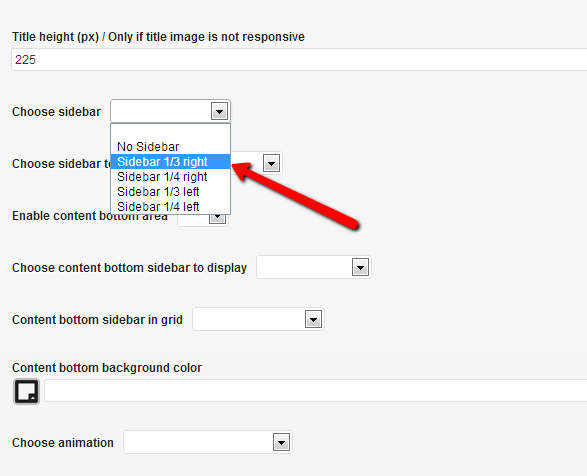 Title height (px) / Only if title image is not responsive
225
Choose sidebar
No Sidebar
Sidebar 1/3 right
Choose sidebar
Sidebar 1/4 right
Sidebar 1/3 left
Sidebar 1/4 left
Enable content bottom area
Choose content bottom sidebar to display
Content bottom sidebar in grid
Content bottom background color
Choose animation